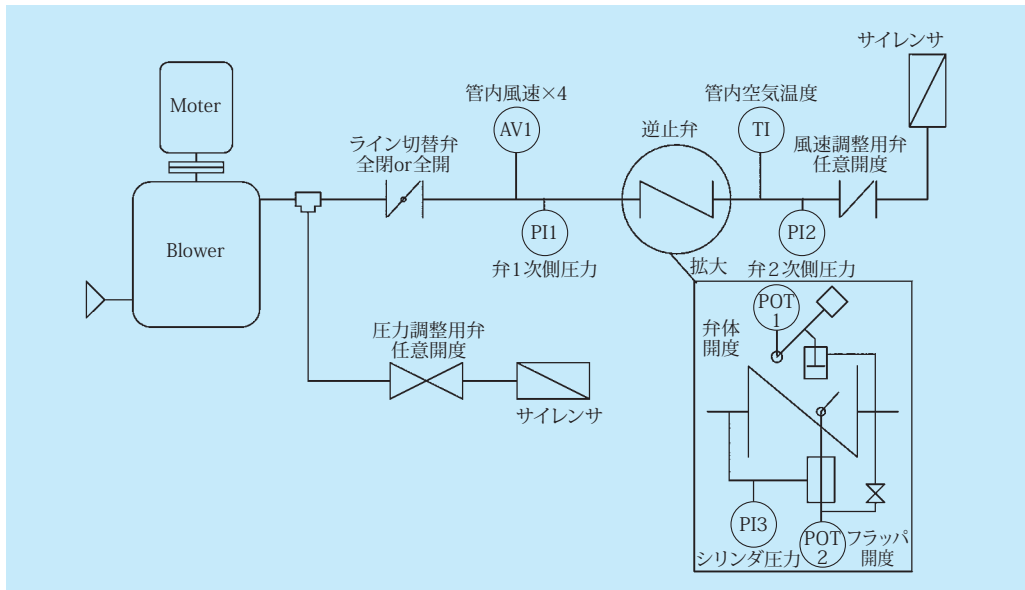 サイレンサ
Moter
管内風速×4
AV1
逆止弁
管内空気温度
TI
ライン切替弁
全閉or全開
風速調整用弁
任意開度
Blower
PI1
弁1次側圧力
PI2
弁2次側圧力
拡大
圧力調整用弁
任意開度
サイレンサ
POT
1
弁体
開度
PI3
シリンダ圧力
POT
2
フラッパ
開度